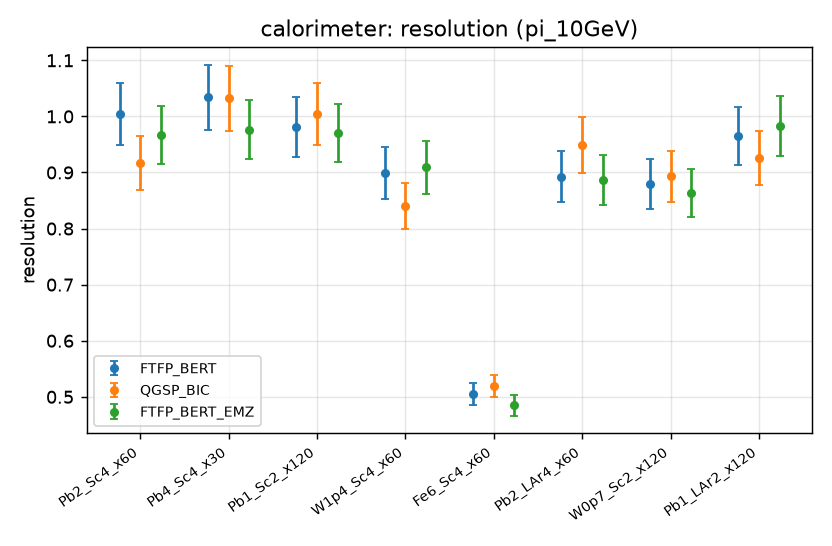 calorimeter: resolution (pi_10GeV)
resolution
1.1
1.0
0.9
0.8
0.7
0.6
0.5
FTFP_BERT
QGSP_BIC
FTFP_BERT_EMZ
Pb2_Sc4_x60
Pb4_Sc4_x30
Pb1_Sc2_x120
W1p4_Sc4_x60
Fe6_Sc4_x60
Pb2_LAr4_x60
W0p7_Sc2_x120
Pb1_LAr2_x120